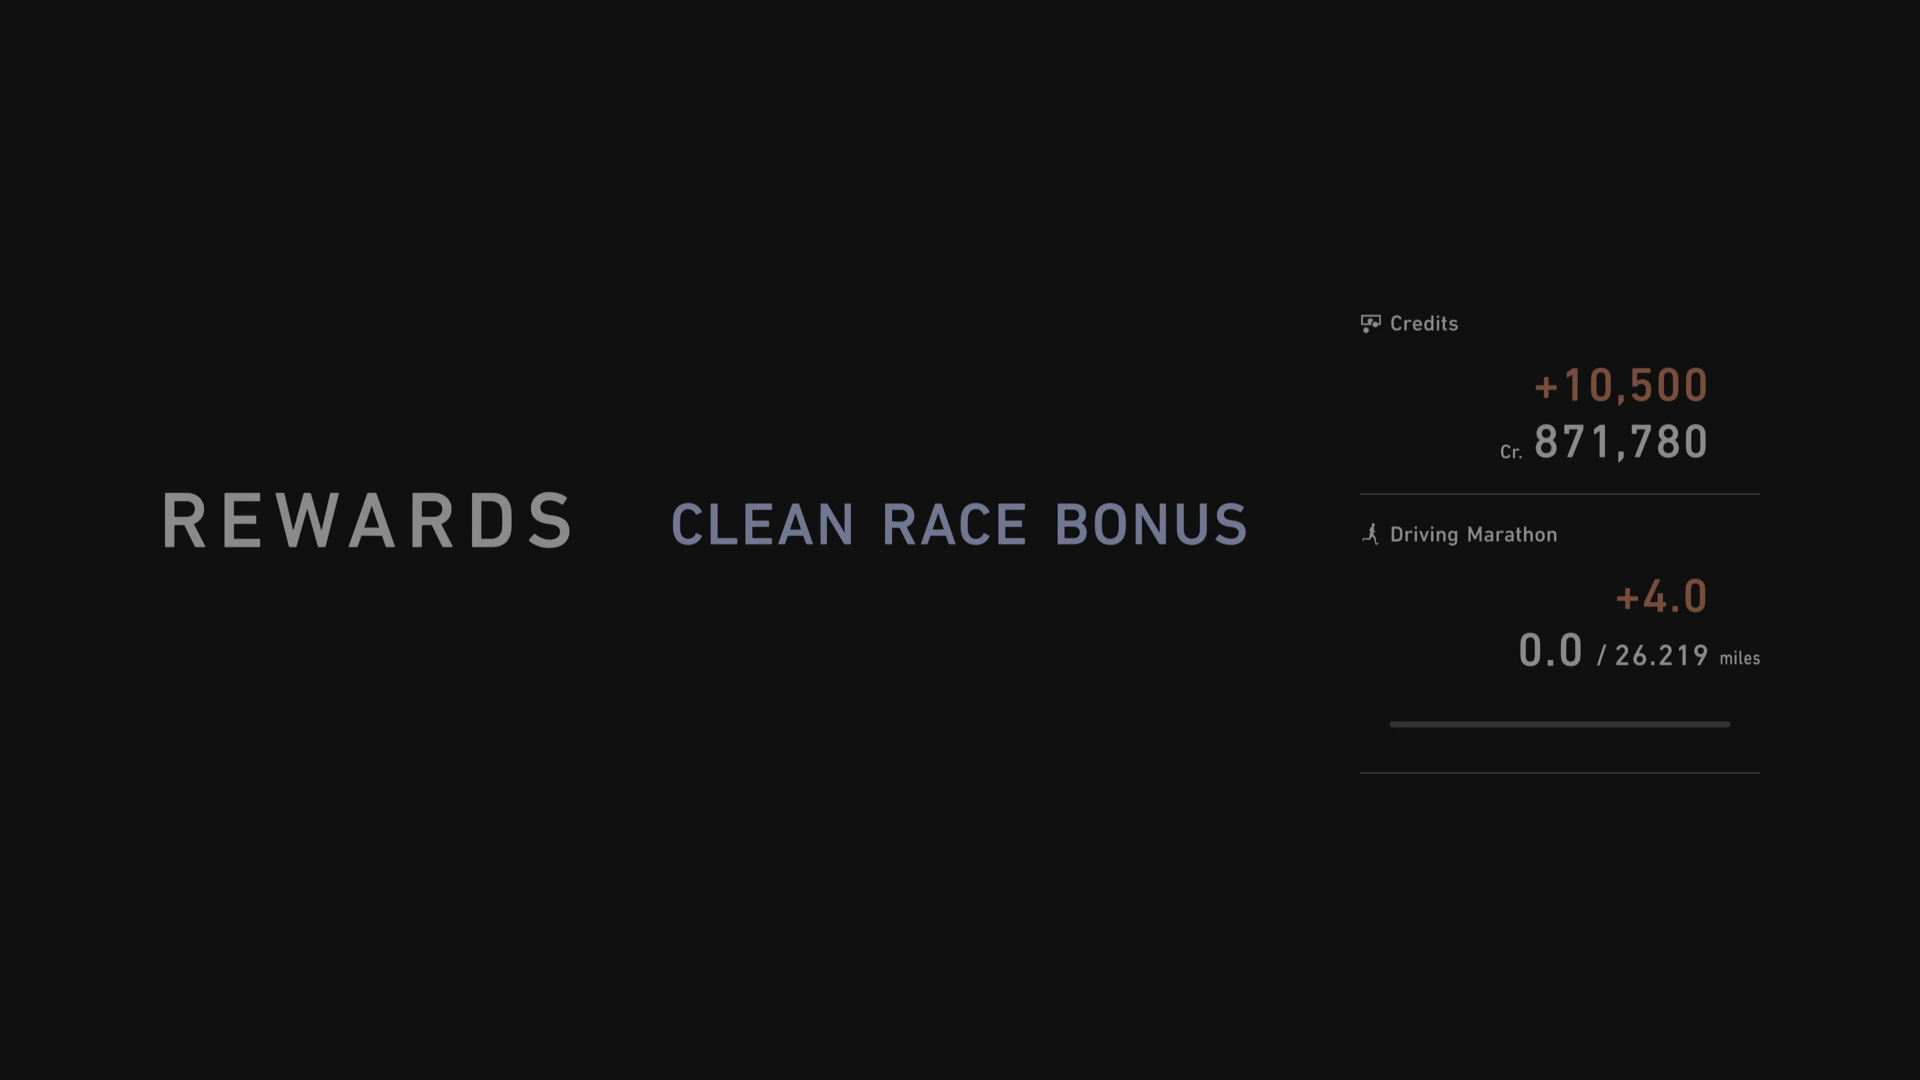 REWARDS
CLEAN RACE BONUS
Credits
+10,500
Cr. 871,780
Driving Marathon
+4.0
0.0 / 26.219 miles